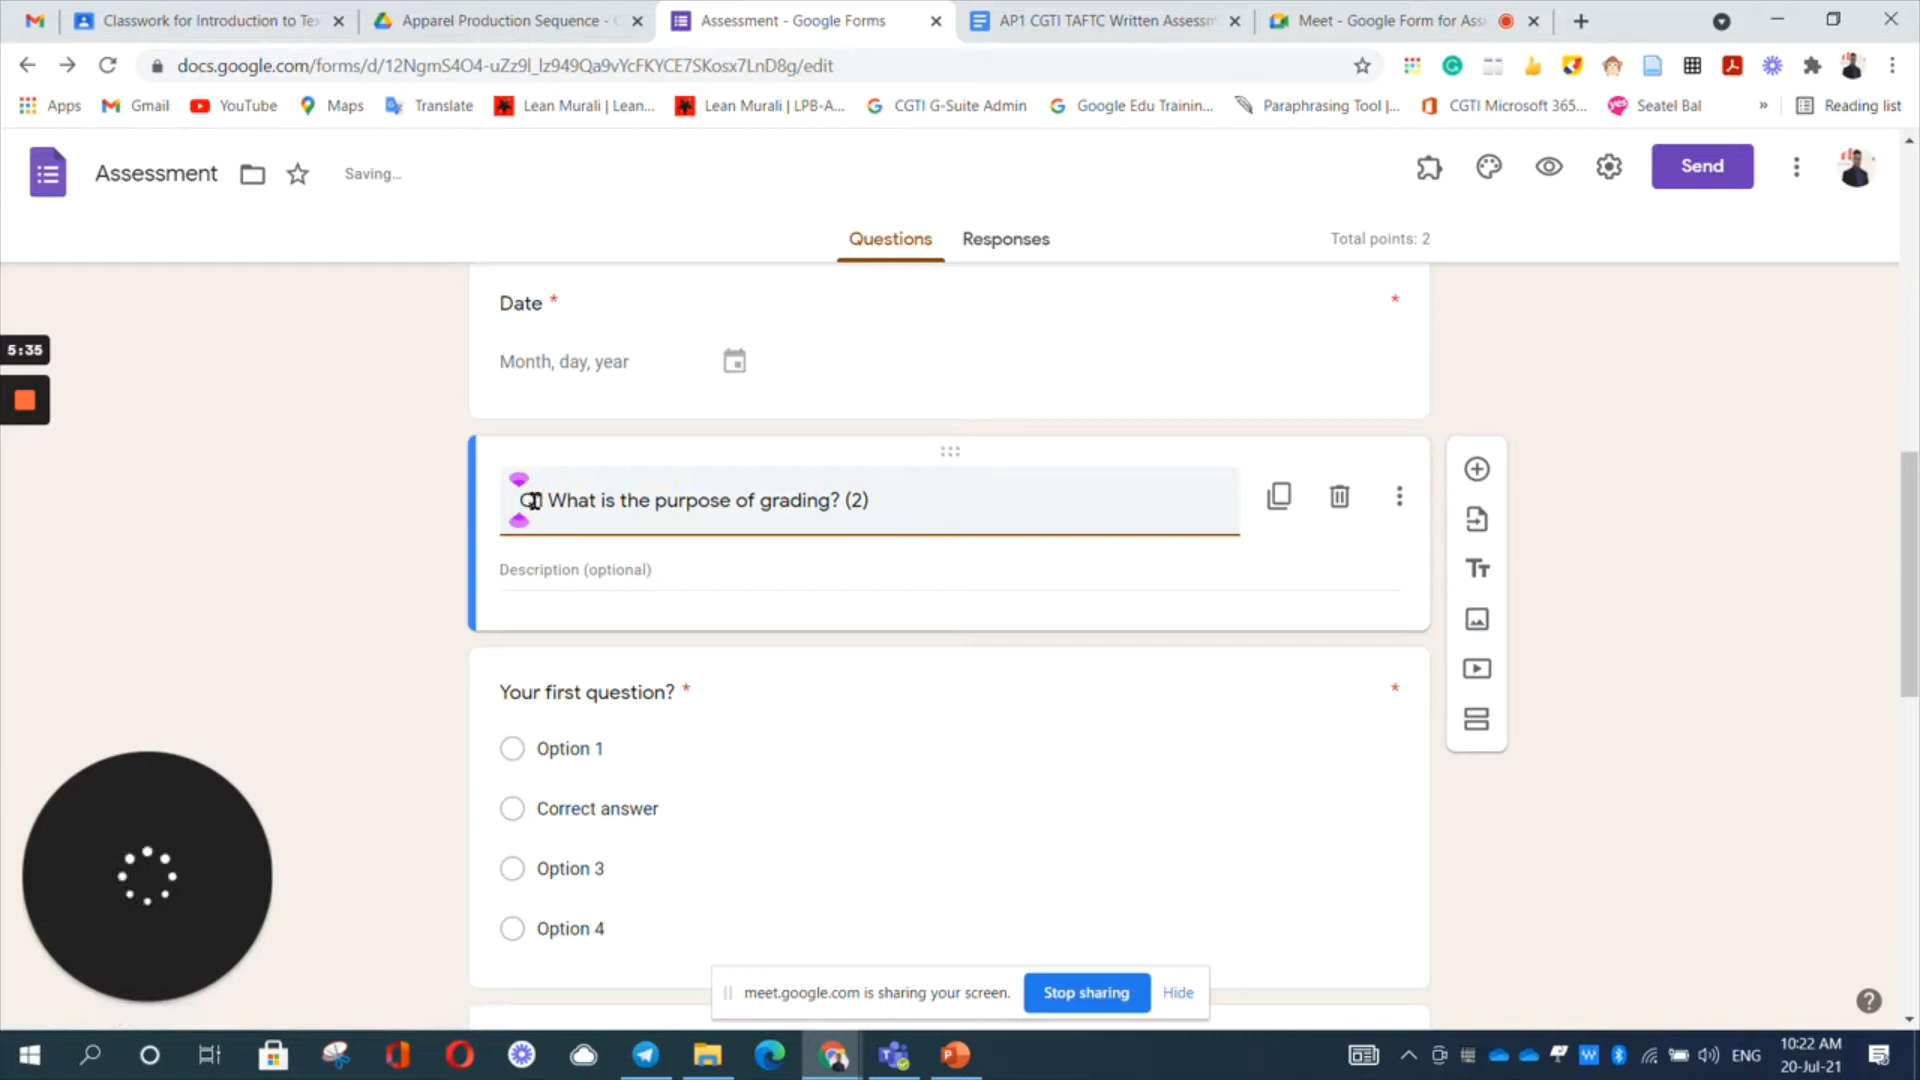 Classwork for Introduction to Tex
Apparel Production Sequence -
Assessment - Google Forms
AP1 CGTI TAFTC Written Assessm
Meet - Google Form for Ass
docs.google.com/forms/d/12NgmS4O4-uZz9l_lz949Qa9vYcFKYCE7SKosx7LnD8g/edit
Apps
Gmail
YouTube
Maps
Translate
Lean Murali | Lean...
Lean Murali | LPB-A...
CGTI G-Suite Admin
Google Edu Trainin...
Paraphrasing Tool |...
CGTI Microsoft 365...
Seatel Bal
»
Reading list
Assessment
Saving...
Send
Questions
Responses
Total points: 2
Date *
*
Month, day, year
5:35
What is the purpose of grading? (2)
Description (optional)
Your first question? *
*
Option 1
Correct answer
Option 3
Option 4
meet.google.com is sharing your screen.
Stop sharing
Hide
ENG
10:22 AM
20-Jul-21